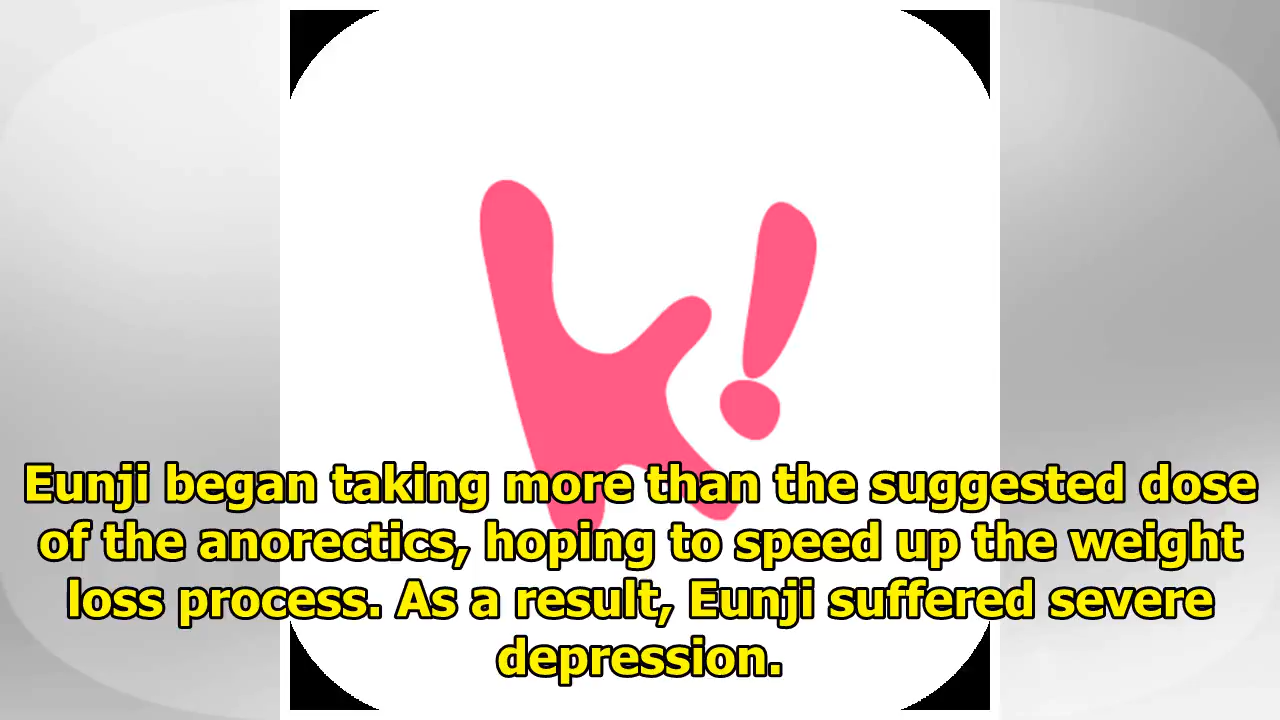 k!
Eunji began taking more than the suggested dose
of the anorectics, hoping to speed up the weight
loss process. As a result, Eunji suffered severe
depression.